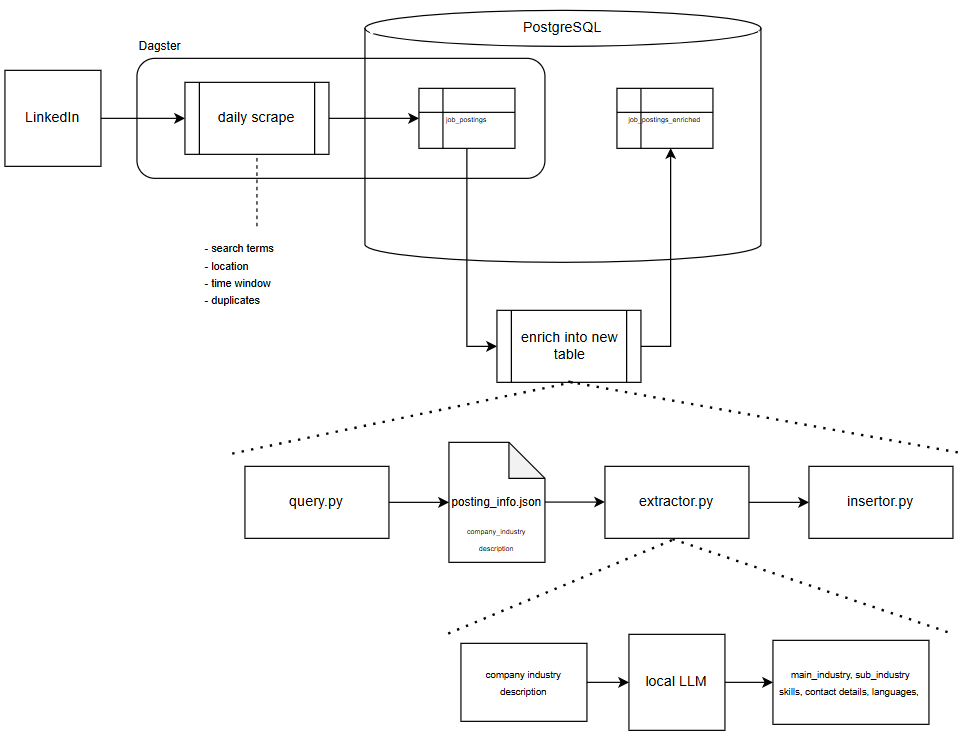 PostgreSQL
Dagster
LinkedIn
daily scrape
job_postings
job_postings_enriched
- search terms
- location
- time window
- duplicates
enrich into new
table
query.py
posting_info.json
company_industry
description
extractor.py
insertor.py
company industry
description
local LLM
main_industry, sub_industry
skills, contact details, languages,